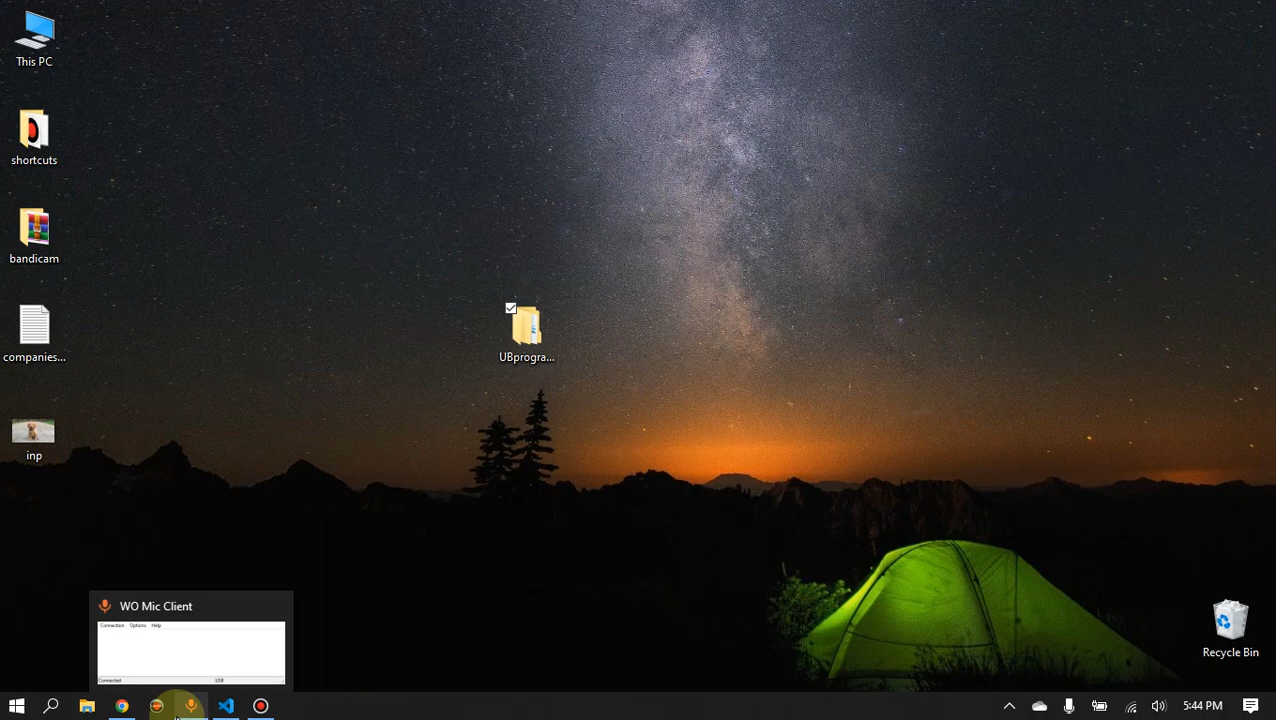 This PC
shortcuts
bandicam
companies...
inp
UBprogra...
Recycle Bin
WO Mic Client
Connection Options Help
Connected USB
5:44 PM